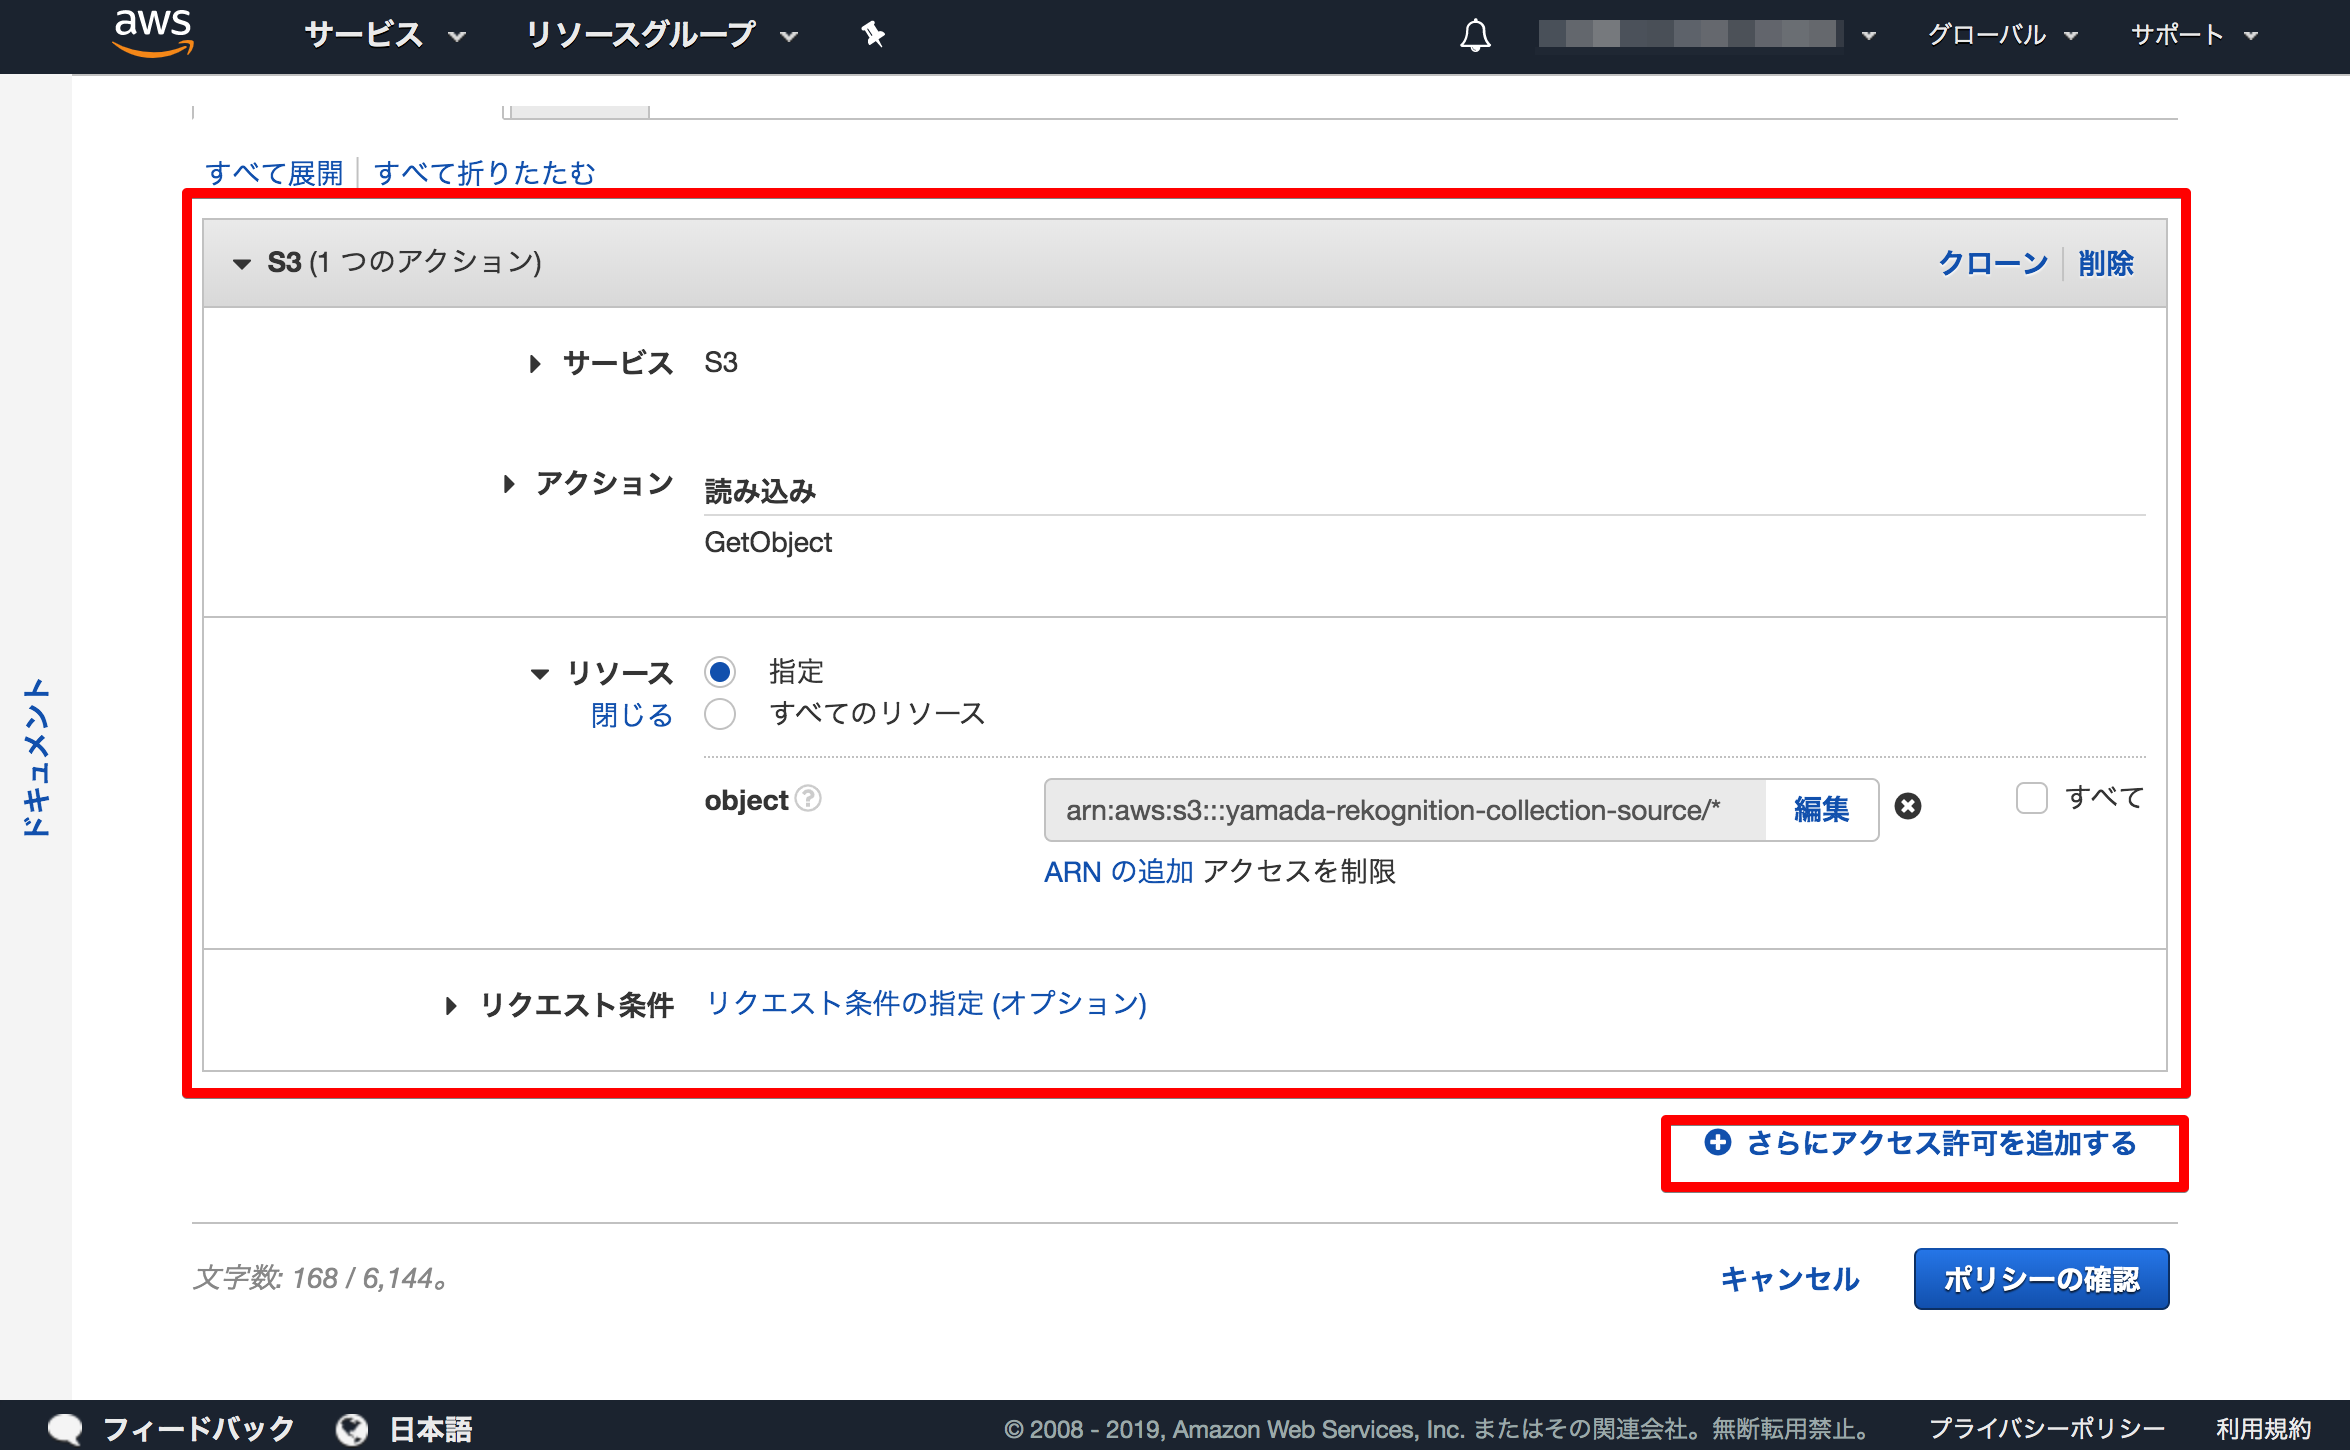 aws サービス リソースグループ グローバル サポート
すべて展開 すべて折りたたむ
S3 (1 つのアクション) クローン 削除
サービス S3
アクション 読み込み
GetObject
リソース 指定
閉じる すべてのリソース
object ? arn:aws:s3:::yamada-rekognition-collection-source/* 編集 すべて
ARN の追加 アクセスを制限
リクエスト条件 リクエスト条件の指定 (オプション)
ドキュメント
さらにアクセス許可を追加する
文字数: 168 / 6,144。 キャンセル ポリシーの確認
フィードバック 日本語 © 2008 - 2019, Amazon Web Services, Inc. またはその関連会社。無断転用禁止。 プライバシーポリシー 利用規約